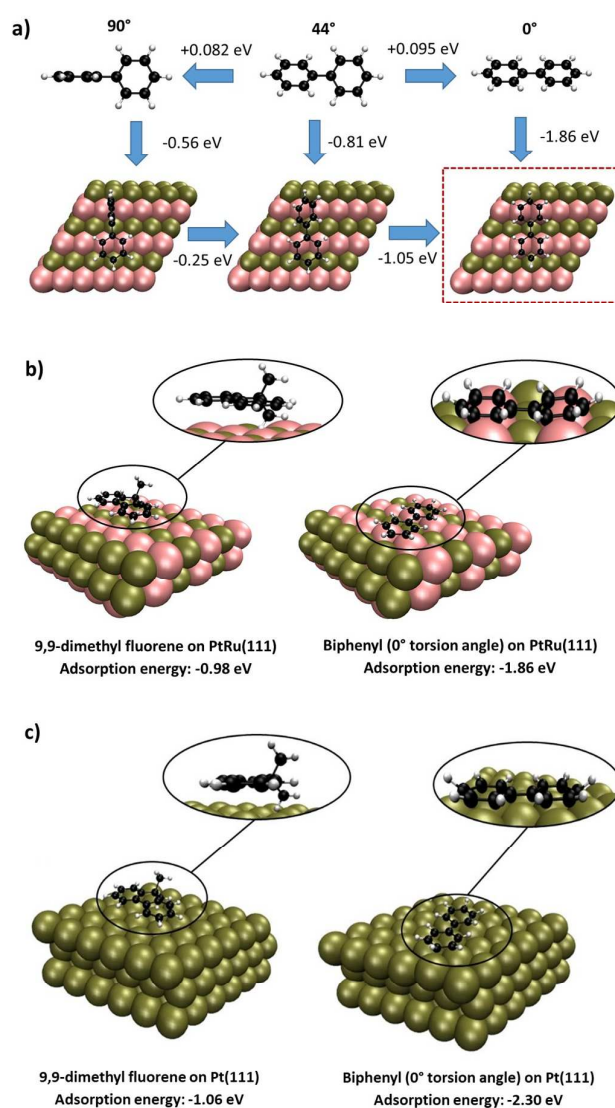 a)
90° 44° 0°
+0.082 eV +0.095 eV
-0.56 eV -0.81 eV -1.86 eV
-0.25 eV -1.05 eV
b)
9,9-dimethyl fluorene on PtRu(111)
Adsorption energy: -0.98 eV
Biphenyl (0° torsion angle) on PtRu(111)
Adsorption energy: -1.86 eV
c)
9,9-dimethyl fluorene on Pt(111)
Adsorption energy: -1.06 eV
Biphenyl (0° torsion angle) on Pt(111)
Adsorption energy: -2.30 eV